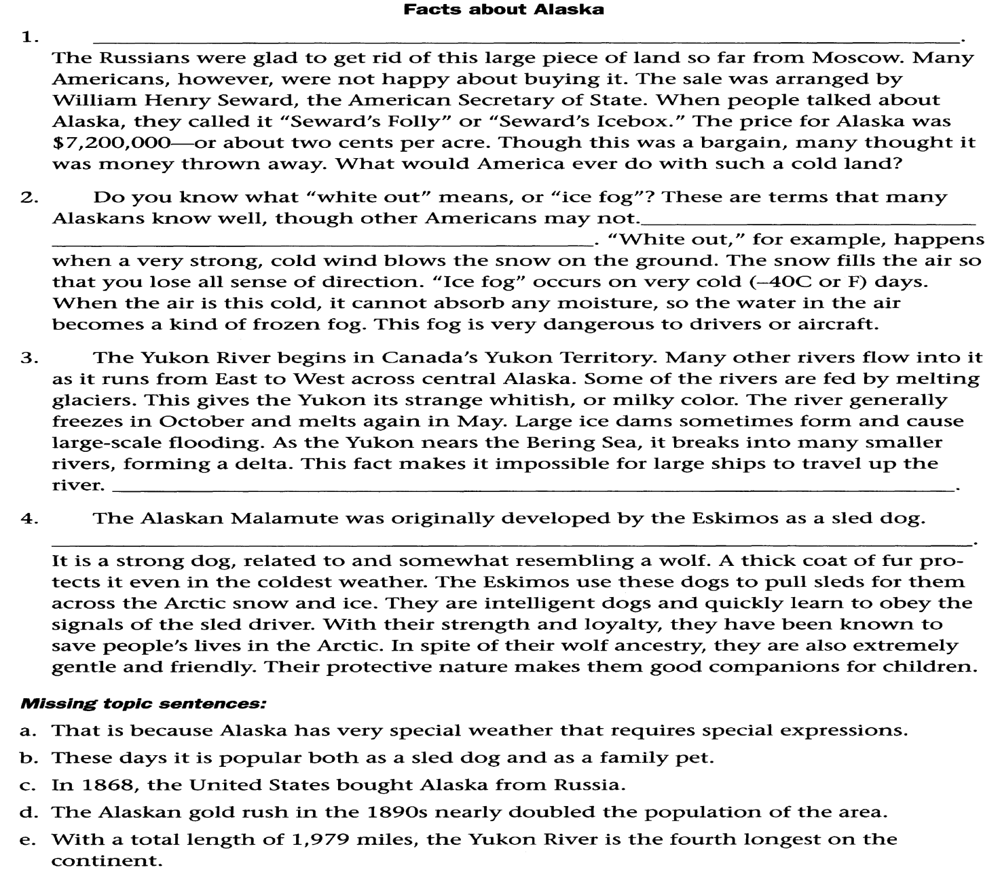 Facts about Alaska
1. ________________________.
The Russians were glad to get rid of this large piece of land so far from Moscow. Many
Americans, however, were not happy about buying it. The sale was arranged by
William Henry Seward, the American Secretary of State. When people talked about
Alaska, they called it “Seward’s Folly” or “Seward’s Icebox.” The price for Alaska was
$7,200,000—or about two cents per acre. Though this was a bargain, many thought it
was money thrown away. What would America ever do with such a cold land?
2. Do you know what “white out” means, or “ice fog”? These are terms that many
Alaskans know well, though other Americans may not.____________
________________________. “White out,” for example, happens
when a very strong, cold wind blows the snow on the ground. The snow fills the air so
that you lose all sense of direction. “Ice fog” occurs on very cold (–40C or F) days.
When the air is this cold, it cannot absorb any moisture, so the water in the air
becomes a kind of frozen fog. This fog is very dangerous to drivers or aircraft.
3. The Yukon River begins in Canada’s Yukon Territory. Many other rivers flow into it
as it runs from East to West across central Alaska. Some of the rivers are fed by melting
glaciers. This gives the Yukon its strange whitish, or milky color. The river generally
freezes in October and melts again in May. Large ice dams sometimes form and cause
large-scale flooding. As the Yukon nears the Bering Sea, it breaks into many smaller
rivers, forming a delta. This fact makes it impossible for large ships to travel up the
river. ________________________.
4. The Alaskan Malamute was originally developed by the Eskimos as a sled dog.
________________________.
It is a strong dog, related to and somewhat resembling a wolf. A thick coat of fur pro-
tects it even in the coldest weather. The Eskimos use these dogs to pull sleds for them
across the Arctic snow and ice. They are intelligent dogs and quickly learn to obey the
signals of the sled driver. With their strength and loyalty, they have been known to
save people’s lives in the Arctic. In spite of their wolf ancestry, they are also extremely
gentle and friendly. Their protective nature makes them good companions for children.
Missing topic sentences:
a. That is because Alaska has very special weather that requires special expressions.
b. These days it is popular both as a sled dog and as a family pet.
c. In 1868, the United States bought Alaska from Russia.
d. The Alaskan gold rush in the 1890s nearly doubled the population of the area.
e. With a total length of 1,979 miles, the Yukon River is the fourth longest on the
continent.